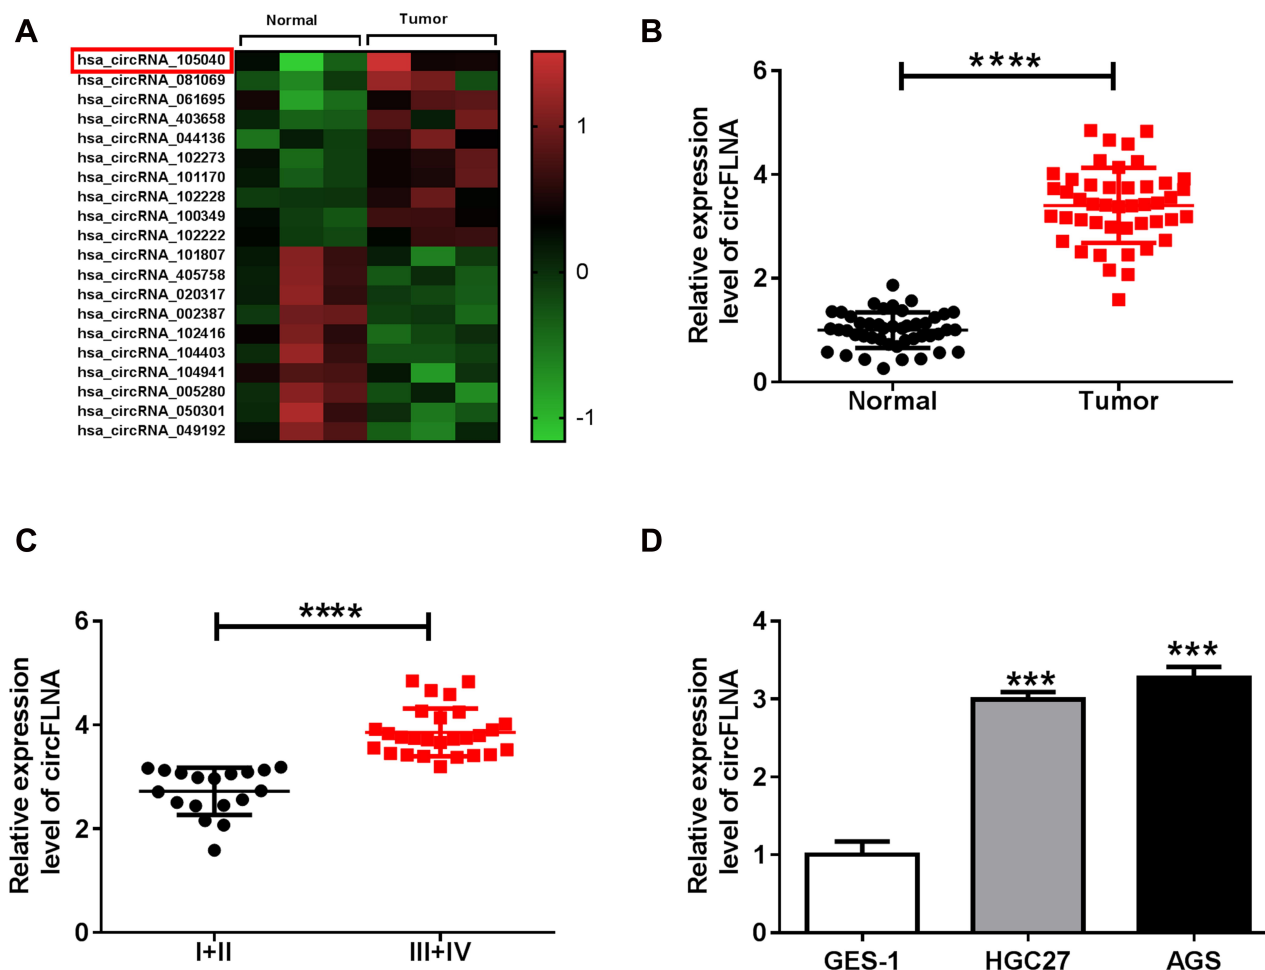 A
Normal
Tumor
hsa_circRNA_105040
hsa_circRNA_081069
hsa_circRNA_061695
hsa_circRNA_403658
hsa_circRNA_044136
hsa_circRNA_102273
hsa_circRNA_101170
hsa_circRNA_102228
hsa_circRNA_100349
hsa_circRNA_102222
hsa_circRNA_101807
hsa_circRNA_405758
hsa_circRNA_020317
hsa_circRNA_002387
hsa_circRNA_102416
hsa_circRNA_104403
hsa_circRNA_104941
hsa_circRNA_005280
hsa_circRNA_050301
hsa_circRNA_049192
1
0
-1
B
Relative expression
level of circFLNA
6
4
2
0
****
Normal
Tumor
C
Relative expression
level of circFLNA
6
4
2
0
****
I+II
III+IV
D
Relative expression
level of circFLNA
4
3
2
1
0
***
***
GES-1
HGC27
AGS